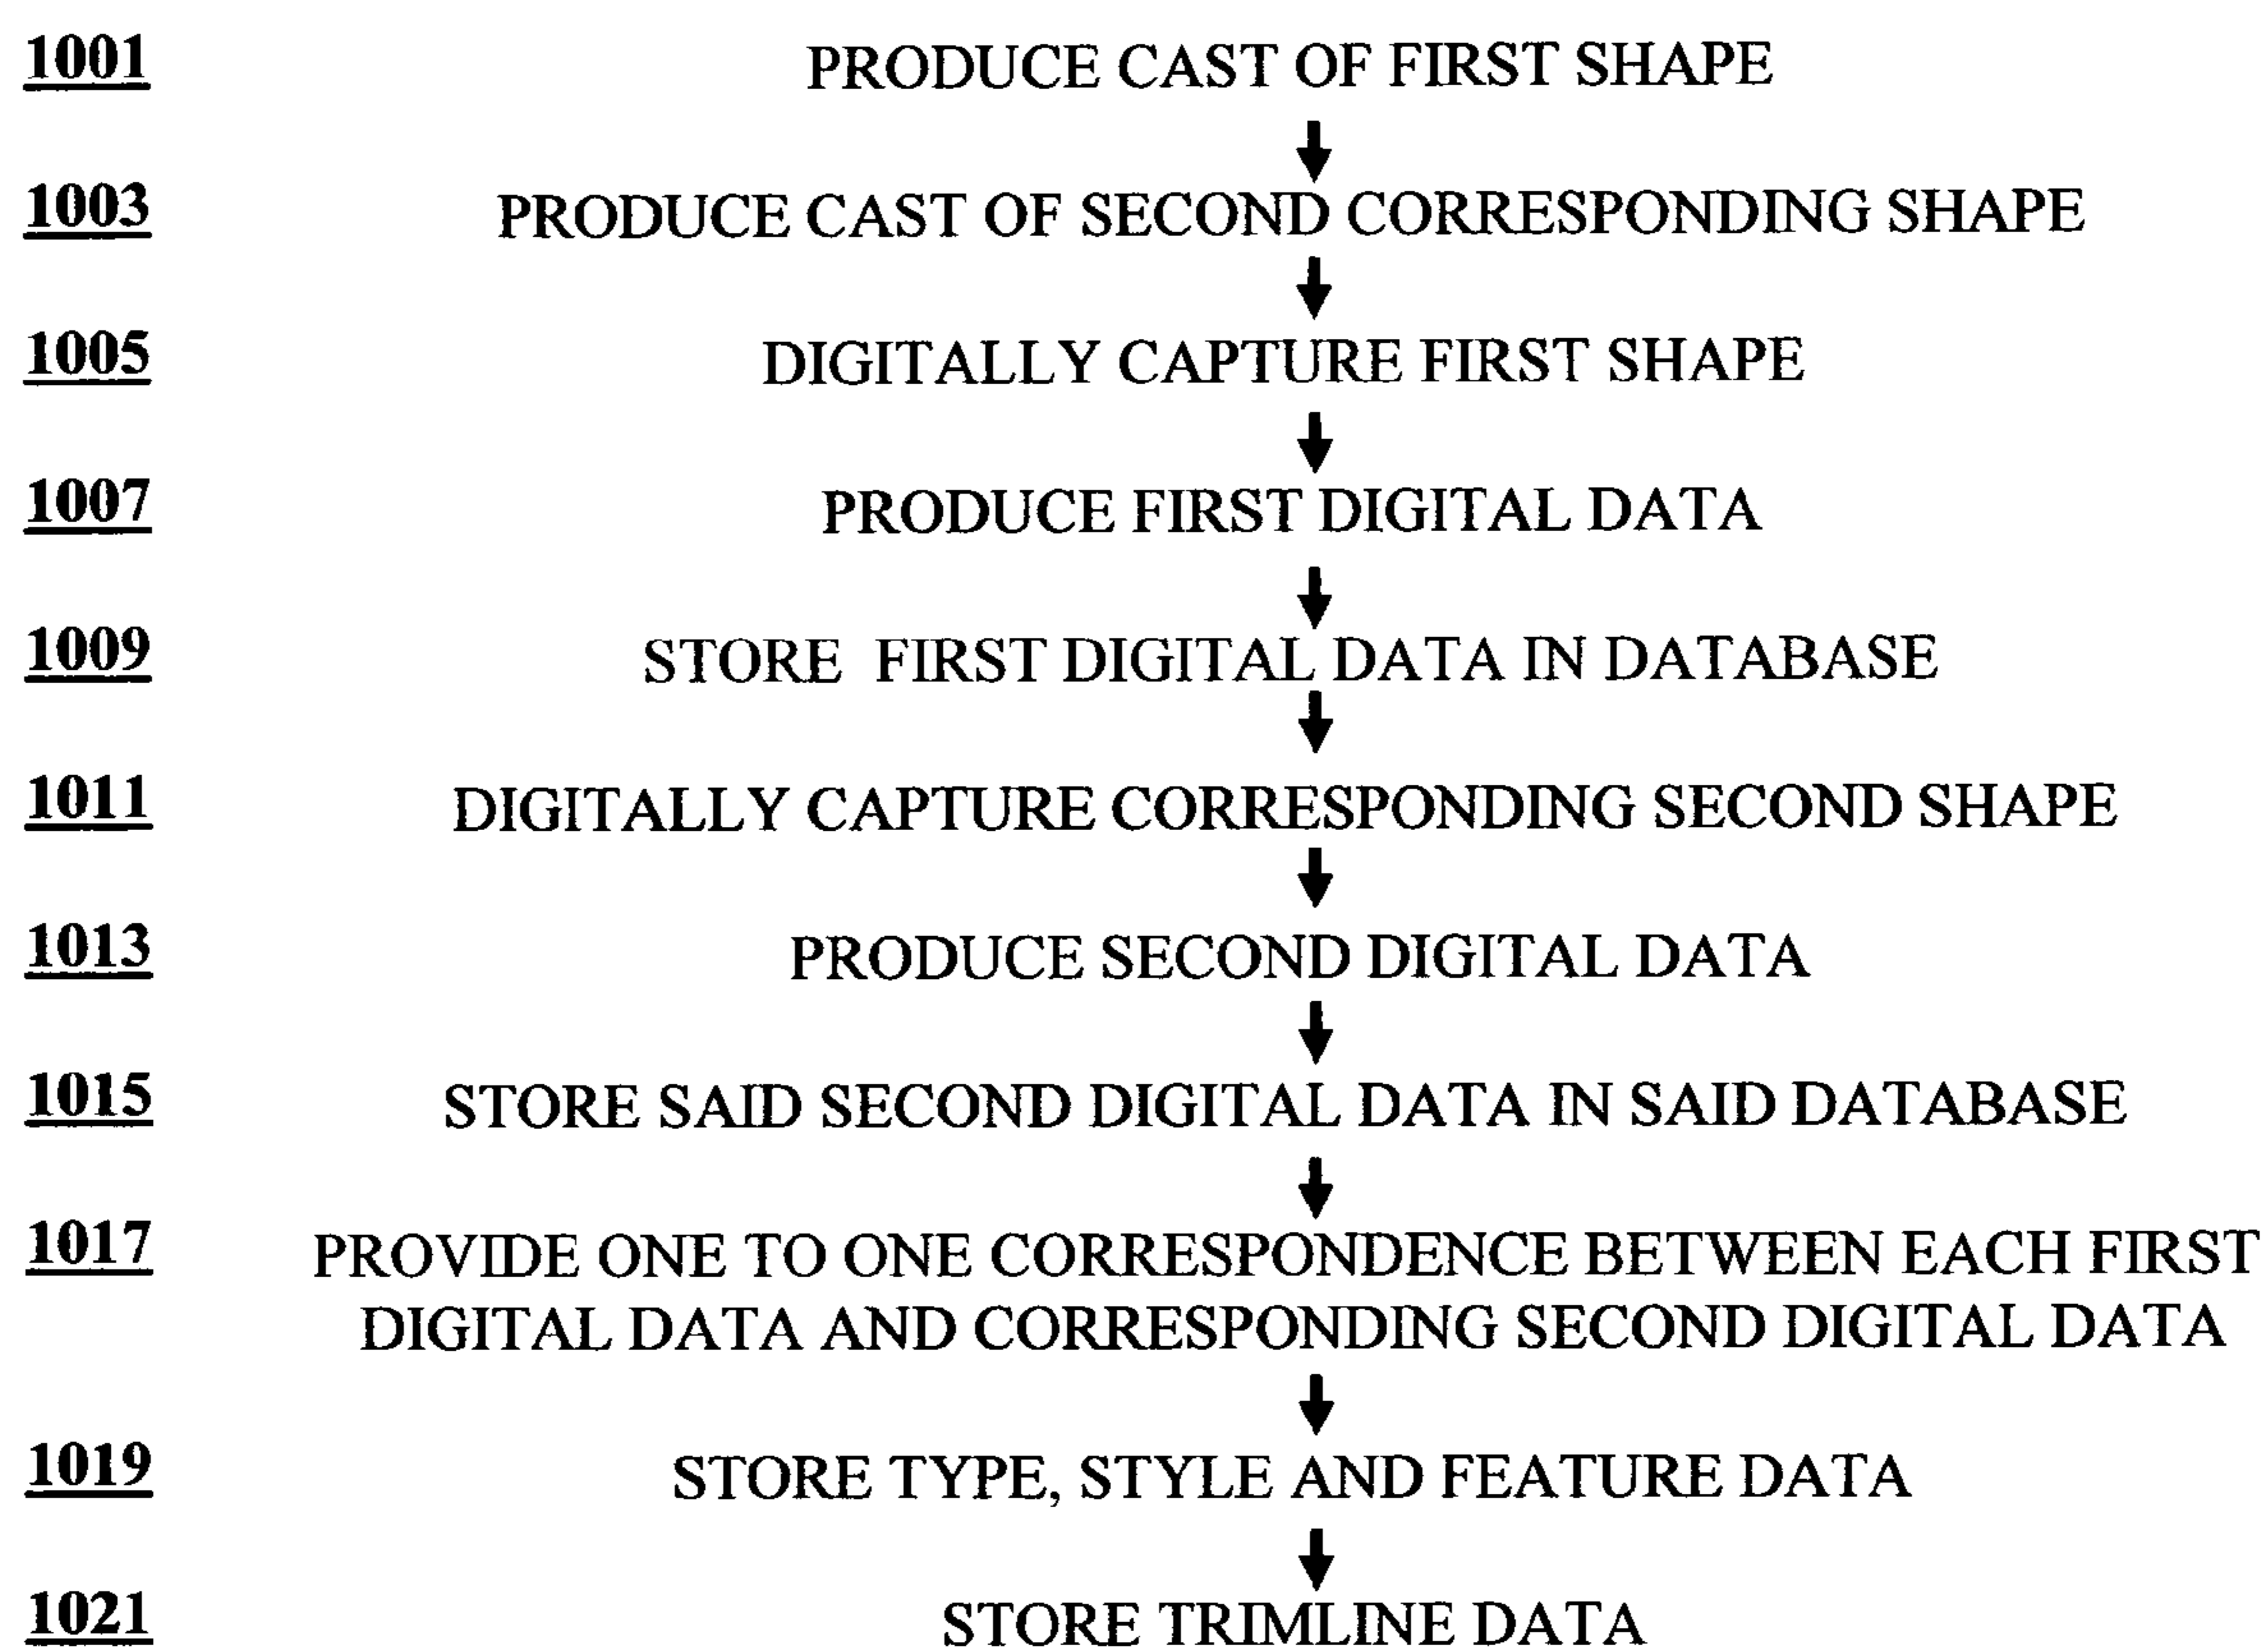 1001 PRODUCE CAST OF FIRST SHAPE
1003 PRODUCE CAST OF SECOND CORRESPONDING SHAPE
1005 DIGITALLY CAPTURE FIRST SHAPE
1007 PRODUCE FIRST DIGITAL DATA
1009 STORE FIRST DIGITAL DATA IN DATABASE
1011 DIGITALLY CAPTURE CORRESPONDING SECOND SHAPE
1013 PRODUCE SECOND DIGITAL DATA
1015 STORE SAID SECOND DIGITAL DATA IN SAID DATABASE
1017 PROVIDE ONE TO ONE CORRESPONDENCE BETWEEN EACH FIRST
DIGITAL DATA AND CORRESPONDING SECOND DIGITAL DATA
1019 STORE TYPE, STYLE AND FEATURE DATA
1021 STORE TRIMLINE DATA